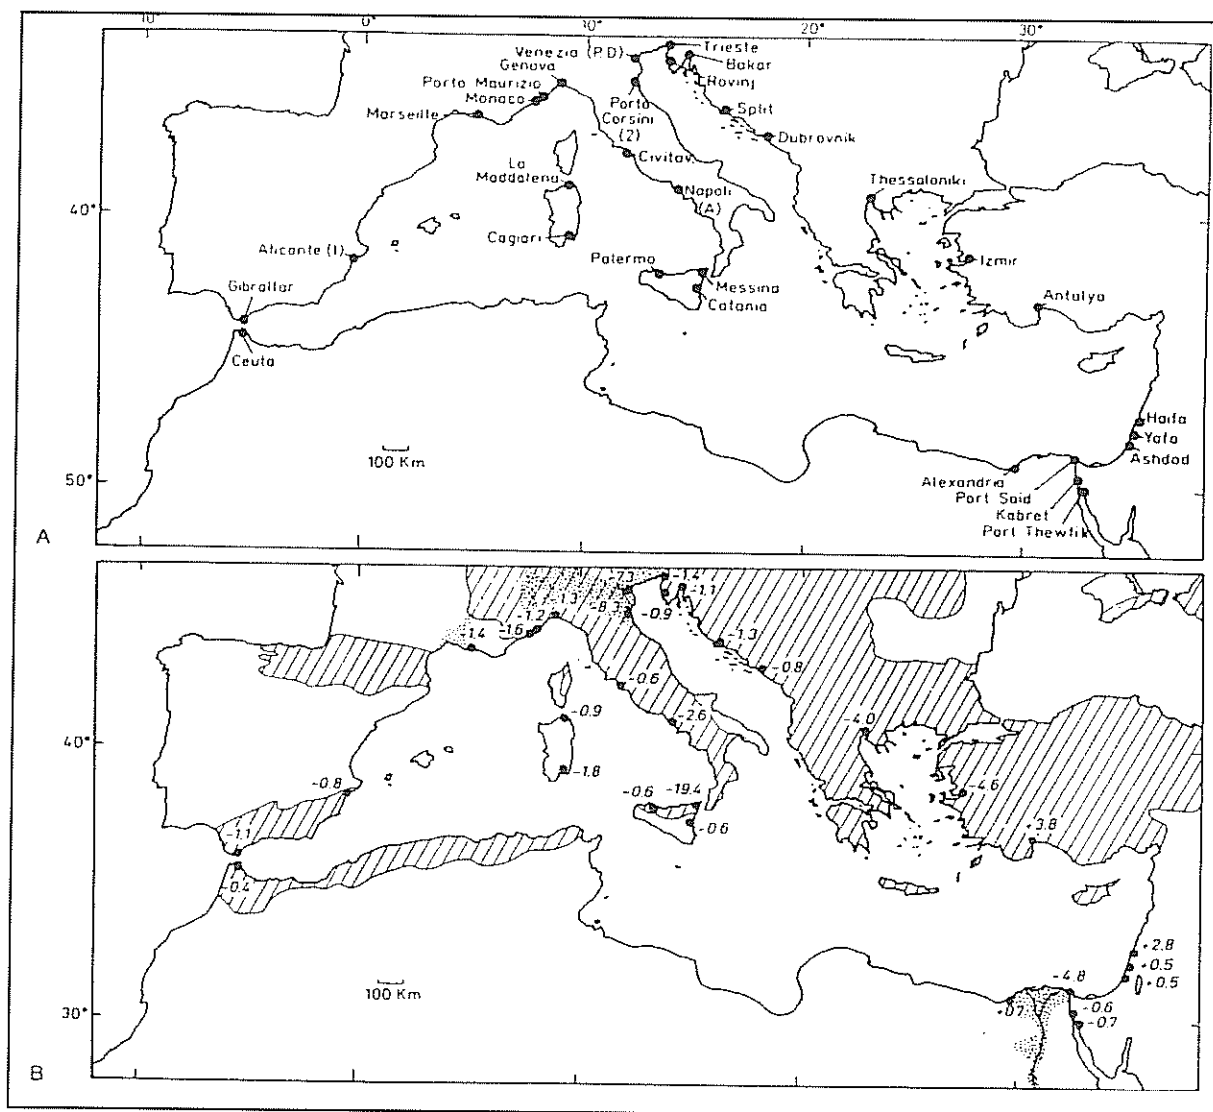 10°
0°
10°
20°
30°
Venezia (P.D)
Trieste
Bakar
Rovinj
Genova
Porto Maurizio
Monaco
Marseille
Porto
Corsini
(2)
Split
Dubrovnik
Civitav.
La
Maddalena
Napoli
(A)
Thessaloniki
40°
Cagliari
Alicante (1)
Palermo
Izmir
Messina
Catania
Gibraltar
Antalya
Ceuta
Haifa
Yafo
Ashdod
100 Km
50°
Alexandria
Port Said
Kabret
Port Thewfik
A
-7.3
-1.4
-1.1
-1.3
-8.3
-0.9
-1.2
-1.6
-1.4
-1.3
-0.8
-0.6
-0.9
-2.6
-4.0
40°
-1.8
-0.8
-0.6
-19.4
-4.6
-0.6
-1.1
+3.8
-0.4
+2.8
+0.5
+0.5
-4.8
100 Km
30°
-0.6
-0.7
B